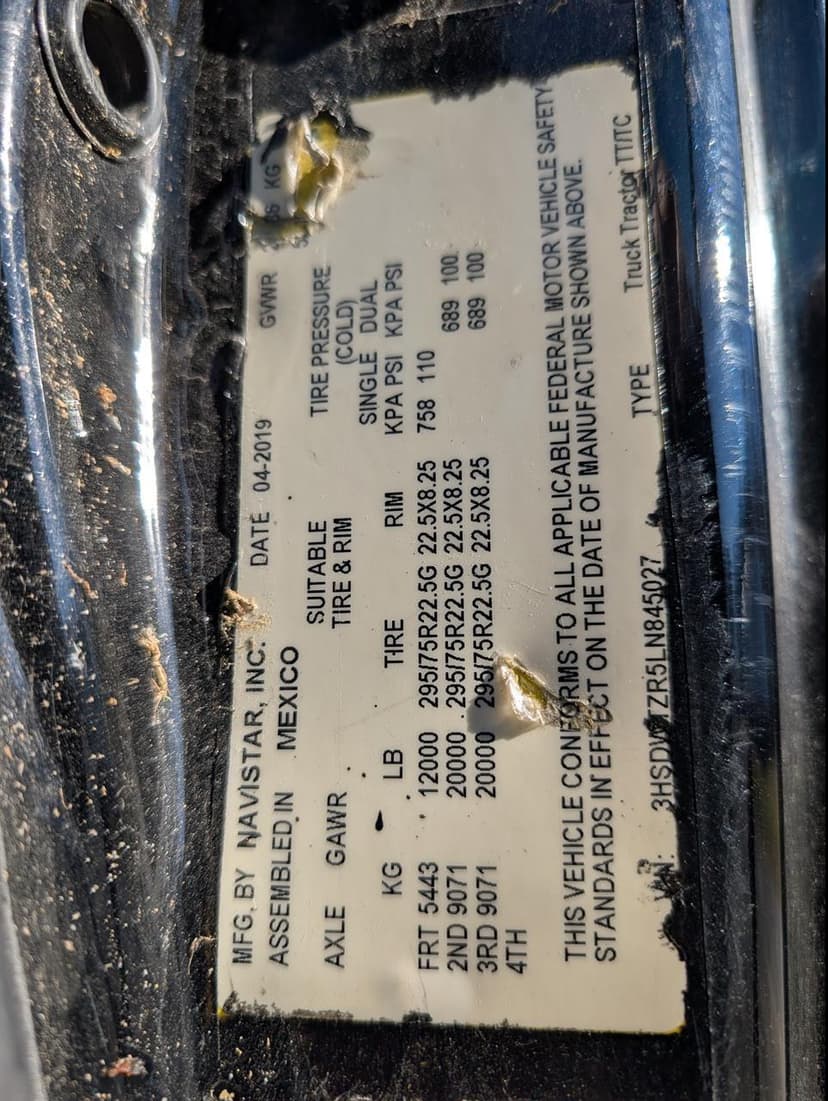 MFG. BY NAVISTAR, INC. DATE 04-2019 GVWR KG
ASSEMBLED IN MEXICO
AXLE GAWR SUITABLE TIRE PRESSURE
TIRE & RIM (COLD)
SINGLE DUAL
KG LB TIRE RIM KPA PSI KPA PSI
FRT 5443 12000 295/75R22.5G 22.5X8.25 758 110
2ND 9071 20000 295/75R22.5G 22.5X8.25 689 100
3RD 9071 20000 295/75R22.5G 22.5X8.25 689 100
4TH
THIS VEHICLE CONFORMS TO ALL APPLICABLE FEDERAL MOTOR VEHICLE SAFETY
STANDARDS IN EFFECT ON THE DATE OF MANUFACTURE SHOWN ABOVE.
TYPE Truck Tractor TT/TC